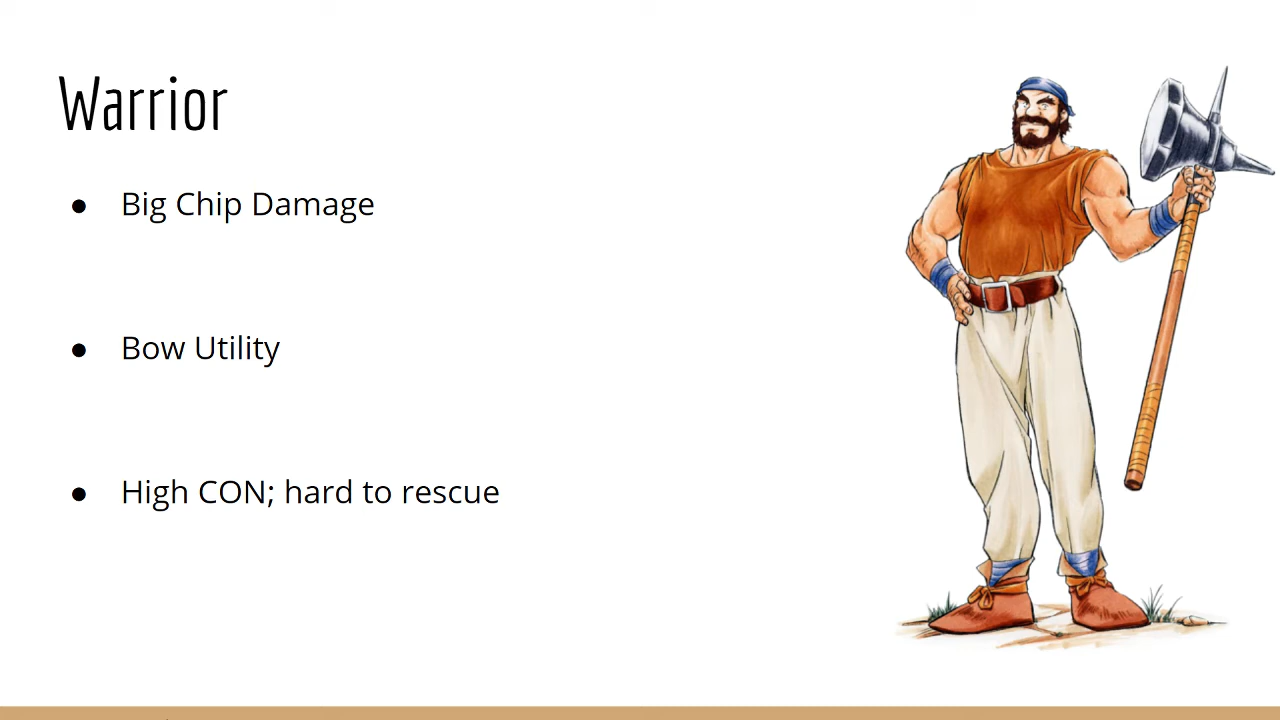 Warrior
● Big Chip Damage
● Bow Utility
● High CON; hard to rescue